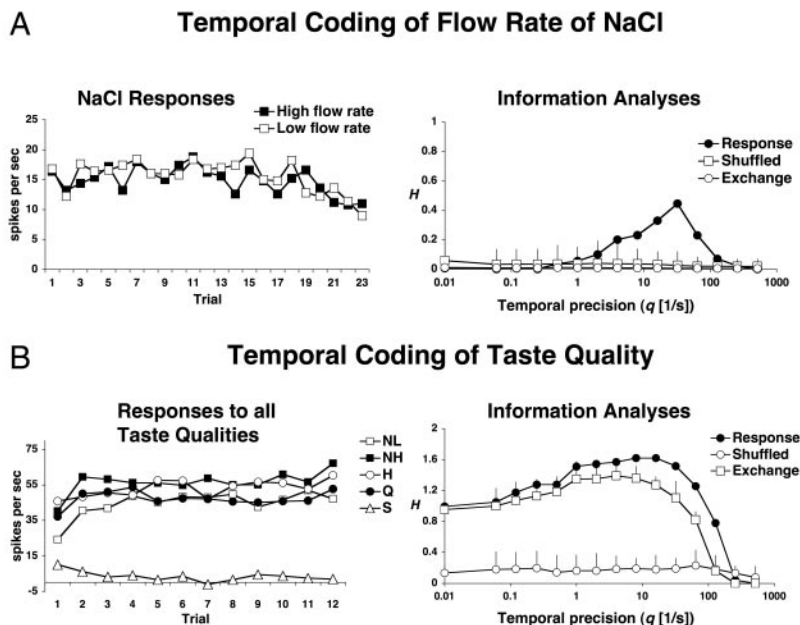 A
Temporal Coding of Flow Rate of NaCl
NaCl Responses
High flow rate
Low flow rate
spikes per sec
25
20
15
10
5
0
1 3 5 7 9 11 13 15 17 19 21 23
Trial
Information Analyses
Response
Shuffled
Exchange
H
1
0.8
0.6
0.4
0.2
0
0.01 0.1 1 10 100 1000
Temporal precision (q [1/s])
B
Temporal Coding of Taste Quality
Responses to all
Taste Qualities
NL
NH
H
Q
S
spikes per sec
75
55
35
15
-5
1 2 3 4 5 6 7 8 9 10 11 12
Trial
Information Analyses
Response
Shuffled
Exchange
H
2
1.6
1.2
0.8
0.4
0
0.01 0.1 1 10 100 1000
Temporal precision (q [1/s])